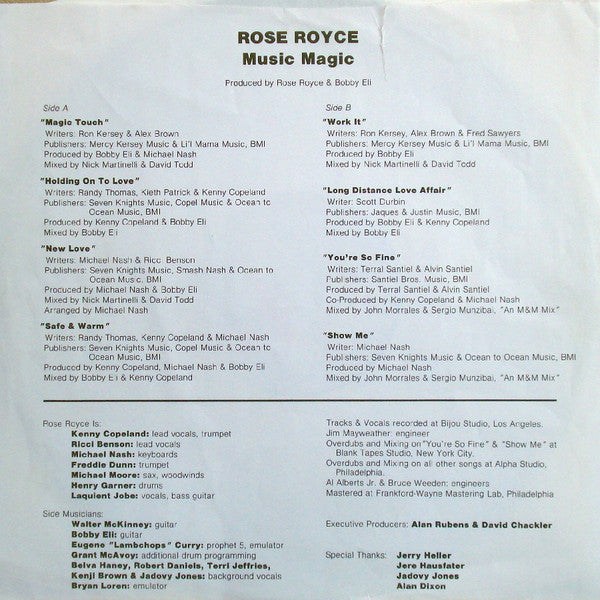 ROSE ROYCE
Music Magic
Produced by Rose Royce & Bobby Eli
Side A
"Magic Touch"
Writers: Ron Kersey & Alex Brown
Publishers: Mercy Kersey Music & Li'l Mama Music, BMI
Produced by Bobby Eli & Michael Nash
Mixed by Nick Martinelli & David Todd
"Holding On To Love"
Writers: Randy Thomas, Kieth Patrick & Kenny Copeland
Publishers: Seven Knights Music, Copel Music & Ocean to
Ocean Music, BMI
Produced by Kenny Copeland & Bobby Eli
Mixed by Bobby Eli
"New Love"
Writers: Michael Nash & Ricci Benson
Publishers: Seven Knights Music, Smash Nash & Ocean to
Ocean Music, BMI
Produced by Michael Nash & Bobby Eli
Mixed by Nick Martinelli & David Todd
Arranged by Michael Nash
"Safe & Warm"
Writers: Randy Thomas, Kenny Copeland & Michael Nash
Publishers: Seven Knights Music, Copel Music & Ocean to
Ocean Music, BMI
Produced by Kenny Copeland, Michael Nash & Bobby Eli
Mixed by Bobby Eli & Kenny Copeland
Side B
"Work It"
Writers: Ron Kersey, Alex Brown & Fred Sawyers
Publishers: Mercy Kersey Music & Li'l Mama Music, BMI
Produced by Bobby Eli
Mixed by Nick Martinelli & David Todd
"Long Distance Love Affair"
Writer: Scott Durbin
Publishers: Jaques & Justin Music, BMI
Produced by Bobby Eli & Kenny Copeland
Mixed by Bobby Eli
"You're So Fine"
Writers: Terral Santiel & Alvin Santiel
Publishers: Santiel Bros. Music, BMI
Produced by Terral Santiel & Alvin Santiel
Co-Produced by Kenny Copeland & Michael Nash
Mixed by John Morrales & Sergio Munzibai, "An M&M Mix"
"Show Me"
Writer: Michael Nash
Publishers: Seven Knights Music & Ocean to Ocean Music, BMI
Produced by Michael Nash
Mixed by John Morrales & Sergio Munzibai, "An M&M Mix"
Rose Royce Is:
Kenny Copeland: lead vocals, trumpet
Ricci Benson: lead vocals
Michael Nash: keyboards
Freddie Dunn: trumpet
Michael Moore: sax, woodwinds
Henry Garner: drums
Laquient Jobe: vocals, bass guitar
Side Musicians:
Walter McKinney: guitar
Bobby Eli: guitar
Eugene "Lambchops" Curry: prophet 5, emulator
Grant McAvoy: additional drum programming
Belva Haney, Robert Daniels, Terri Jeffries,
Kenji Brown & Jadovy Jones: background vocals
Bryan Loren: emulator
Tracks & Vocals recorded at Bijou Studio, Los Angeles.
Jim Mayweather: engineer
Overdubs and Mixing on "You're So Fine" & "Show Me" at
Blank Tapes Studio, New York City.
Overdubs and Mixing on all other songs at Alpha Studio,
Philadelphia.
Al Alberts Jr. & Bruce Weeden: engineers
Mastered at Frankford-Wayne Mastering Lab, Philadelphia
Executive Producers: Alan Rubens & David Chackler
Special Thanks: Jerry Heller
Jere Hausfater
Jadovy Jones
Alan Dixon